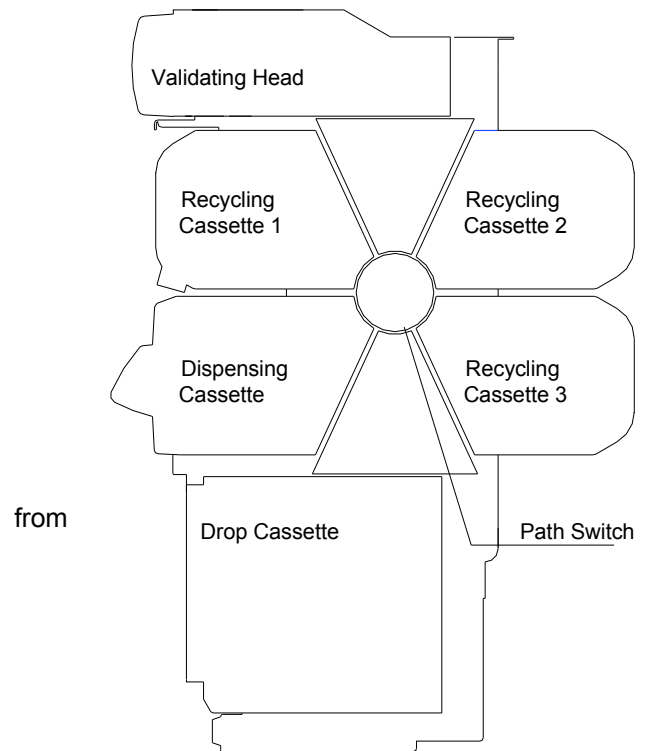 Validating Head
Recycling
Cassette 1
Recycling
Cassette 2
Dispensing
Cassette
Recycling
Cassette 3
from
Drop Cassette
Path Switch